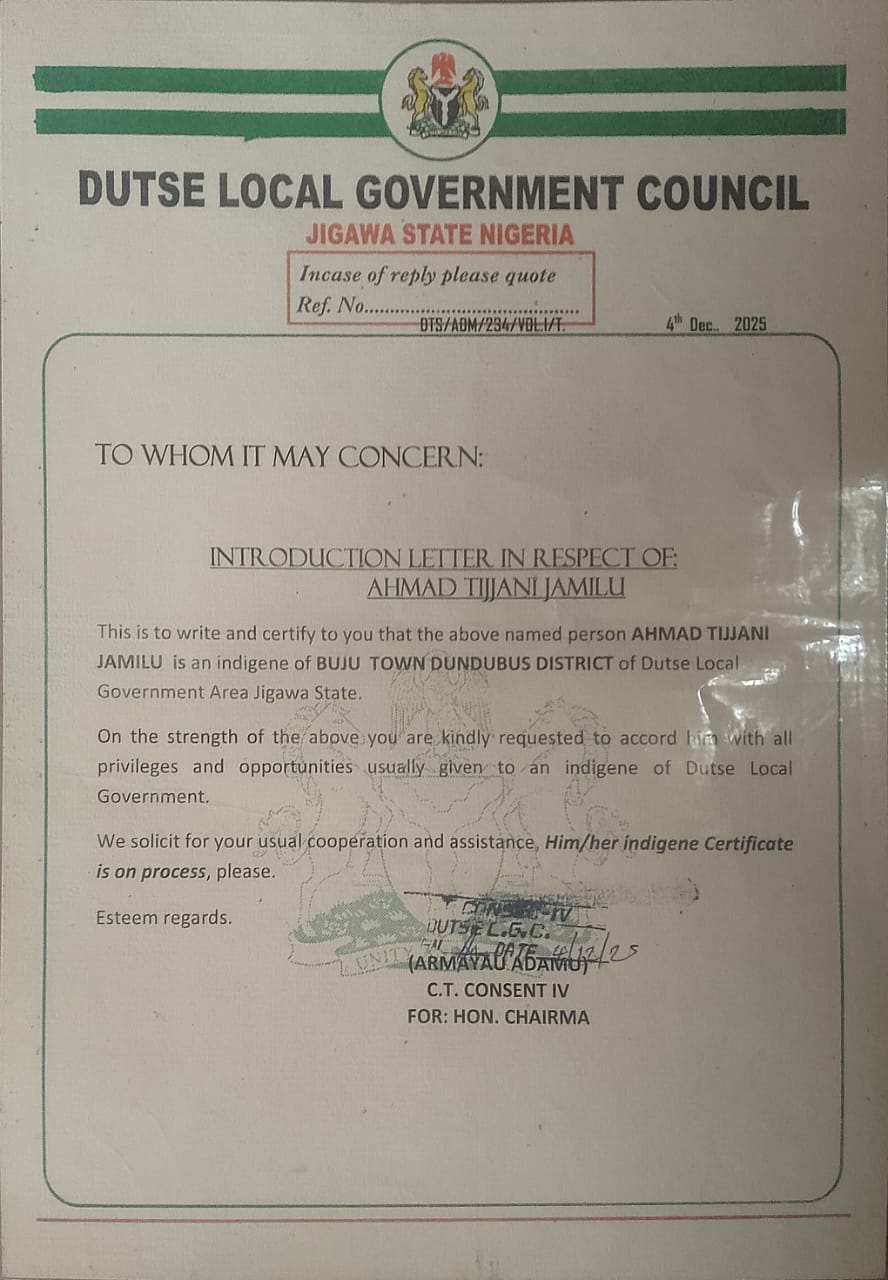 DUTSE LOCAL GOVERNMENT COUNCIL
JIGAWA STATE NIGERIA
Incase of reply please quote
Ref. No..........................................
DTS/ADM/234/VOL.I/T.
4th Dec.. 2025
TO WHOM IT MAY CONCERN:
INTRODUCTION LETTER IN RESPECT OF:
AHMAD TIJJANI JAMILU
This is to write and certify to you that the above named person AHMAD TIJJANI
JAMILU is an indigene of BUJU TOWN DUNDUBUS DISTRICT of Dutse Local
Government Area Jigawa State.
On the strength of the above you are kindly requested to accord him with all
privileges and opportunities usually given to an indigene of Dutse Local
Government.
We solicit for your usual cooperation and assistance, Him/her indigene Certificate
is on process, please.
Esteem regards.
DUTSE L.G.C.
DATE 4/12/25
(ARMAYAU ADAMU)
C.T. CONSENT IV
FOR: HON. CHAIRMA
UNITY